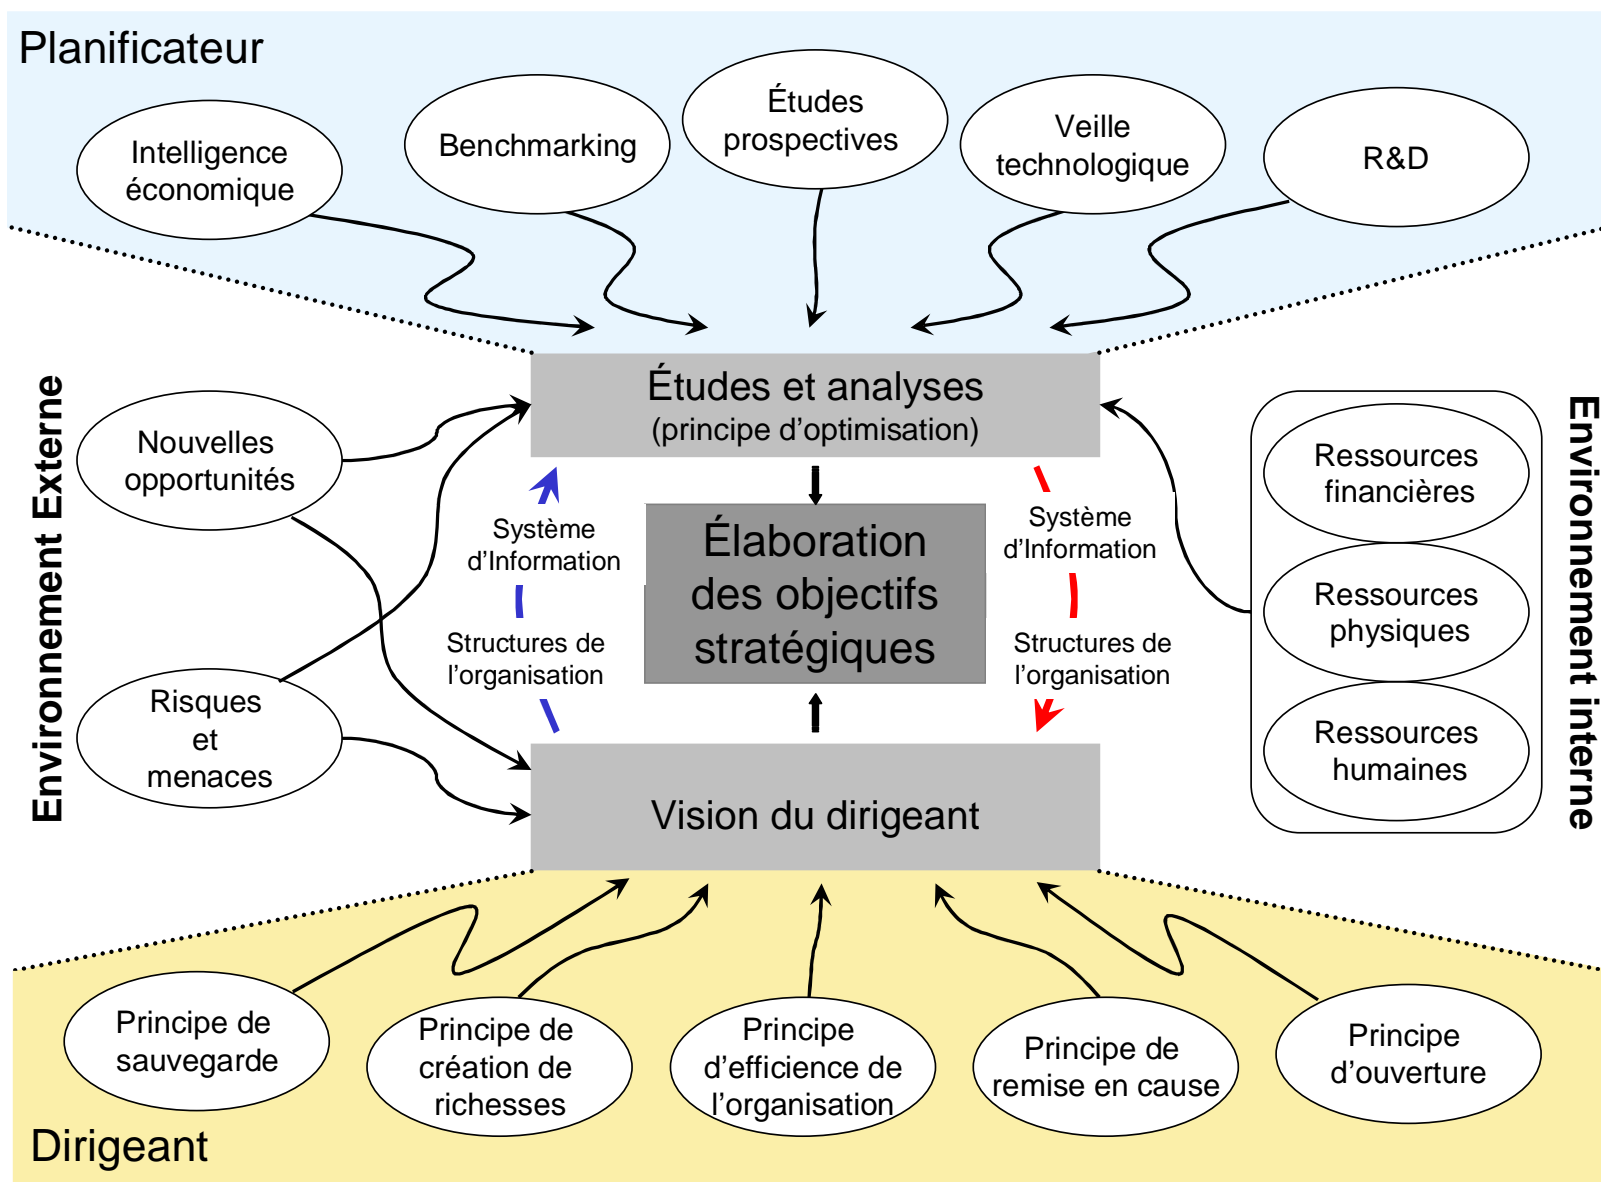 Planificateur
Intelligence
économique
Benchmarking
Études
prospectives
Veille
technologique
R&D
Environnement Externe
Nouvelles
opportunités
Risques
et
menaces
Études et analyses
(principe d'optimisation)
Système
d'Information
Structures de
l'organisation
Élaboration
des objectifs
stratégiques
Système
d'Information
Structures de
l'organisation
Vision du dirigeant
Ressources
financières
Ressources
physiques
Ressources
humaines
Environnement interne
Principe de
sauvegarde
Principe de
création de
richesses
Principe
d'efficience de
l'organisation
Principe de
remise en cause
Principe
d'ouverture
Dirigeant